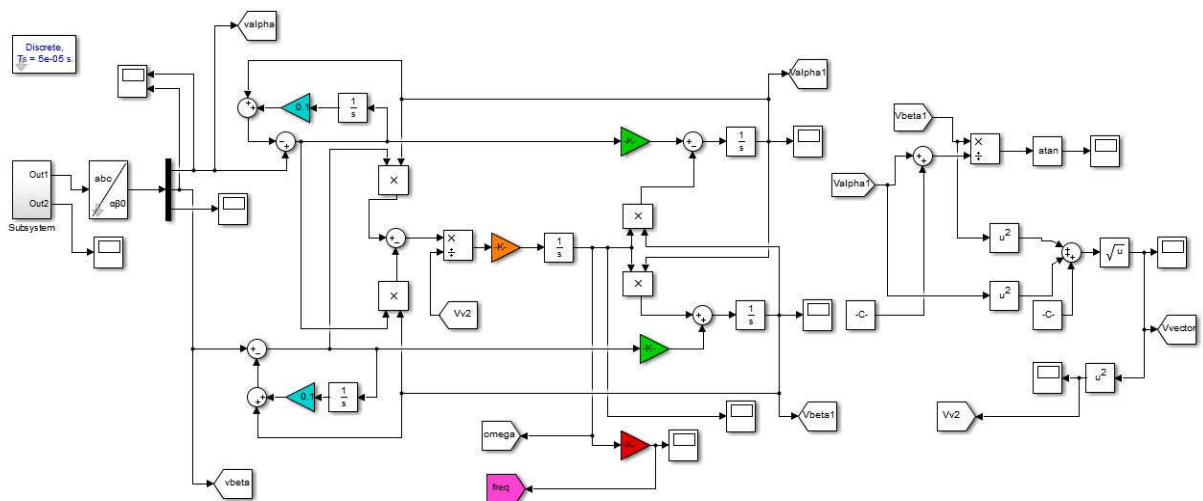 valpha
Discrete,
Ts = 5e-05 s.
Valpha1
0.1
1
s
-K-
1
s
Vbeta1
×
÷
atan
Out1
Out2
Subsystem
abc
αβ0
×
Valpha1
×
×
÷
-K-
1
s
×
×
u²
√u
u²
-C-
-C-
Vv2
1
s
-K-
Vvector
0.1
1
s
u²
Vbeta1
Vv2
omega
-K-
vbeta
freq